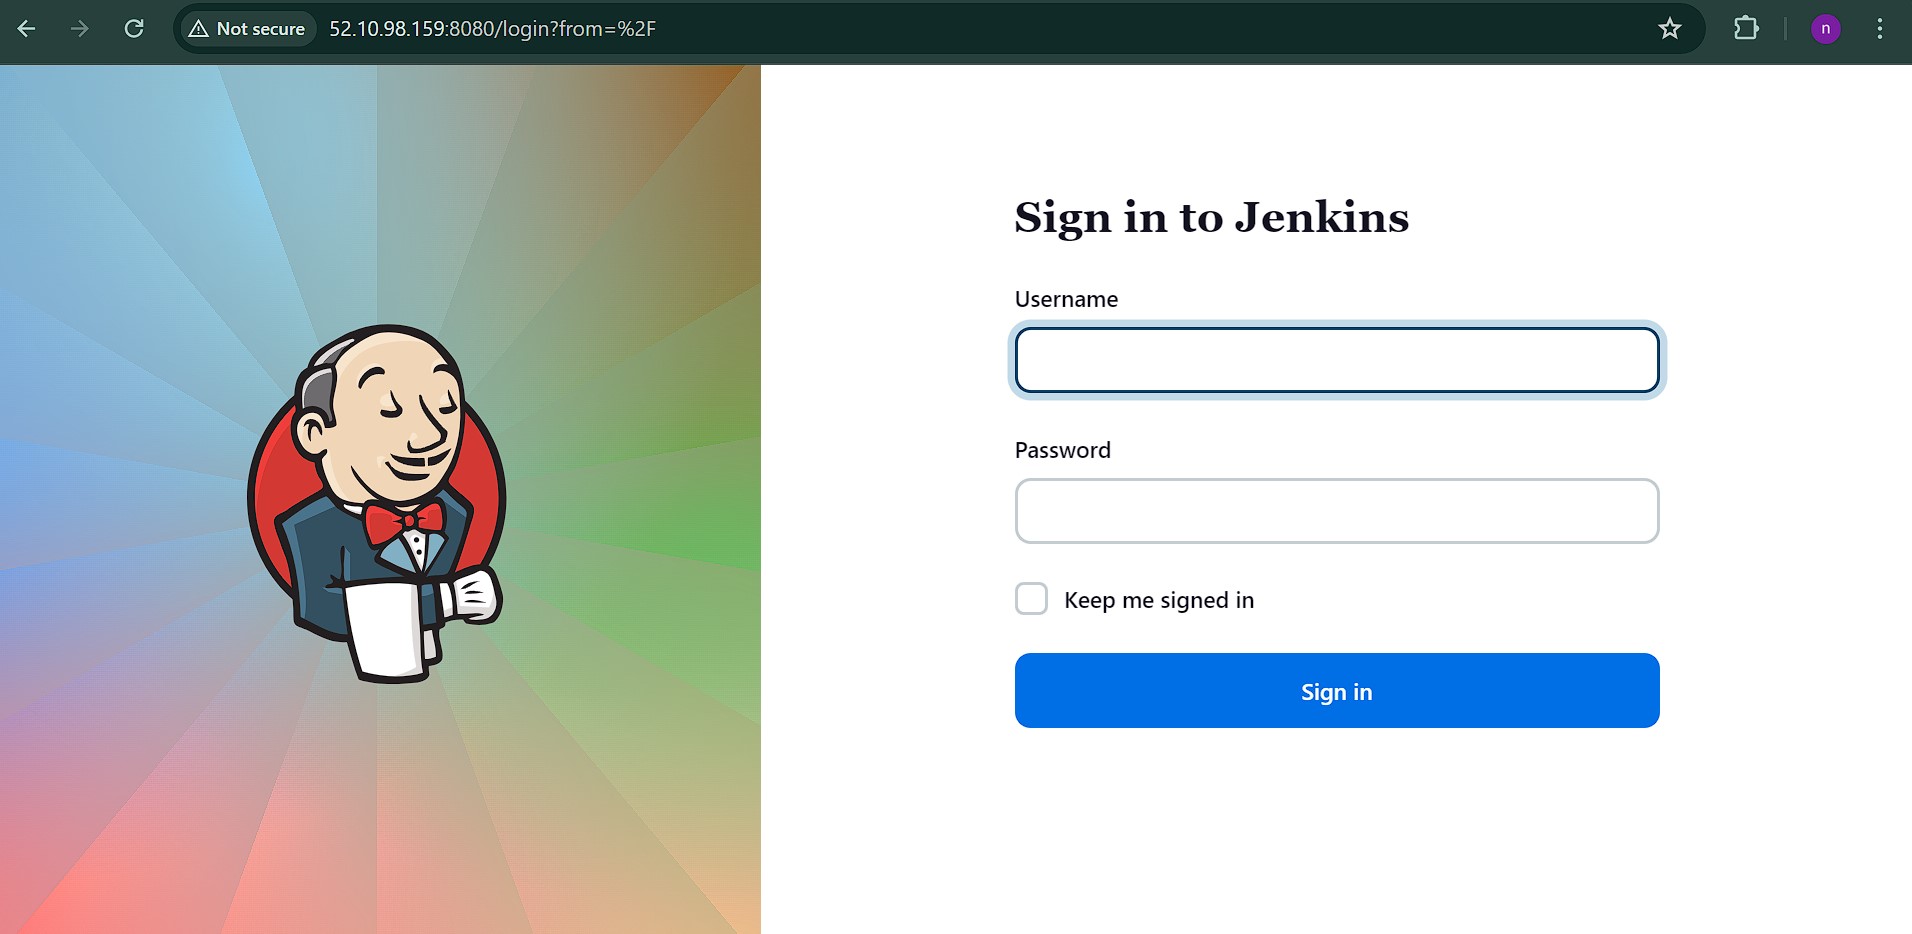 Not secure 52.10.98.159:8080/login?from=%2F
n
Sign in to Jenkins
Username
Password
Keep me signed in
Sign in